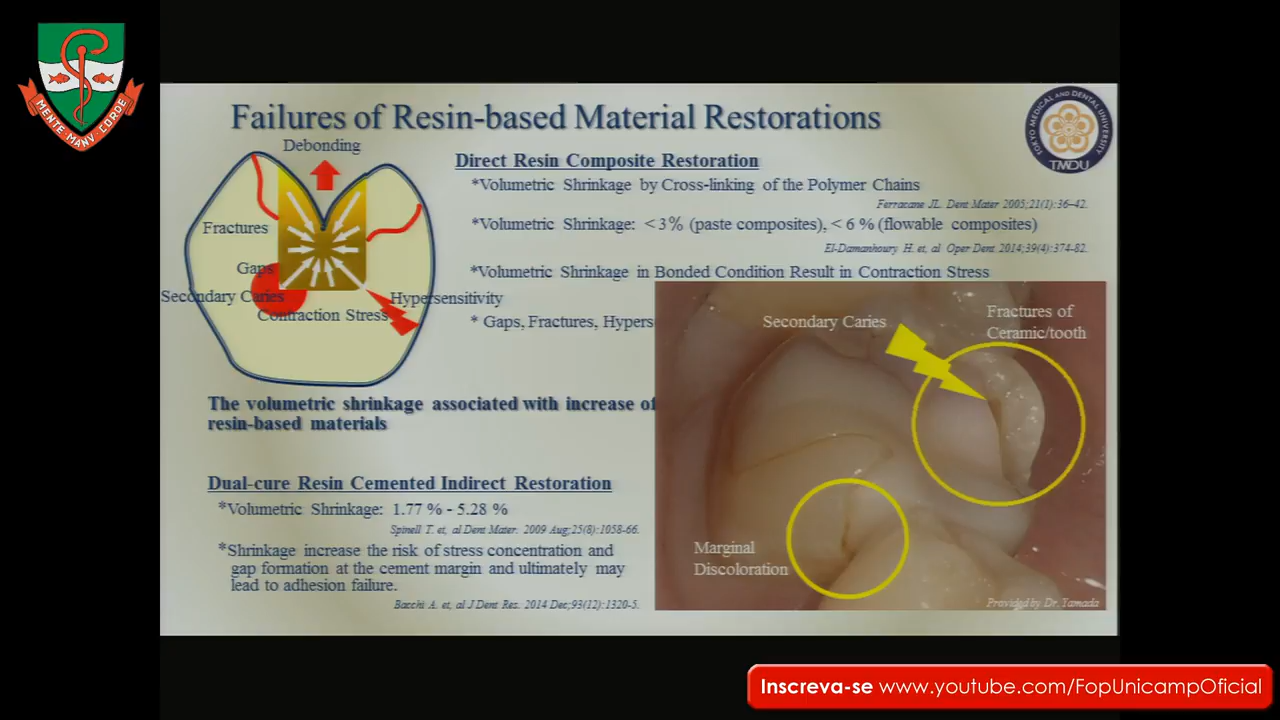 MENTE MANV CORDE
Failures of Resin-based Material Restorations
TOKYO MEDICAL AND DENTAL UNIVERSITY
TMDU
Debonding
Fractures
Gaps
Secondary Caries
Contraction Stress
Hypersensitivity
Direct Resin Composite Restoration
*Volumetric Shrinkage by Cross-linking of the Polymer Chains
Ferracane JL. Dent Mater 2005;21(1):36-42.
*Volumetric Shrinkage: <3% (paste composites), <6 % (flowable composites)
El-Damanhoury H. et, al Oper Dent 2014;39(4):374-82.
*Volumetric Shrinkage in Bonded Condition Result in Contraction Stress
* Gaps, Fractures, Hypers
The volumetric shrinkage associated with increase of
resin-based materials
Dual-cure Resin Cemented Indirect Restoration
*Volumetric Shrinkage: 1.77 % - 5.28 %
Spinell T. et, al Dent Mater. 2009 Aug;25(8):1058-66.
*Shrinkage increase the risk of stress concentration and
gap formation at the cement margin and ultimately may
lead to adhesion failure.
Bacchi A. et, al J Dent Res. 2014 Dec;93(12):1320-5.
Secondary Caries
Fractures of
Ceramic/tooth
Marginal
Discoloration
Provided by Dr. Yamada
Inscreva-se www.youtube.com/FopUnicampOficial